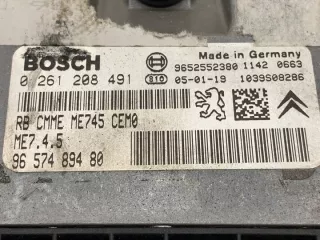 BOSCH
Made in Germany
9652552380 1142 0663
0 261 208 491
810 05-01-19 1039S08286
RB CMME ME745 CEM0
ME7.4.5
96 574 894 80